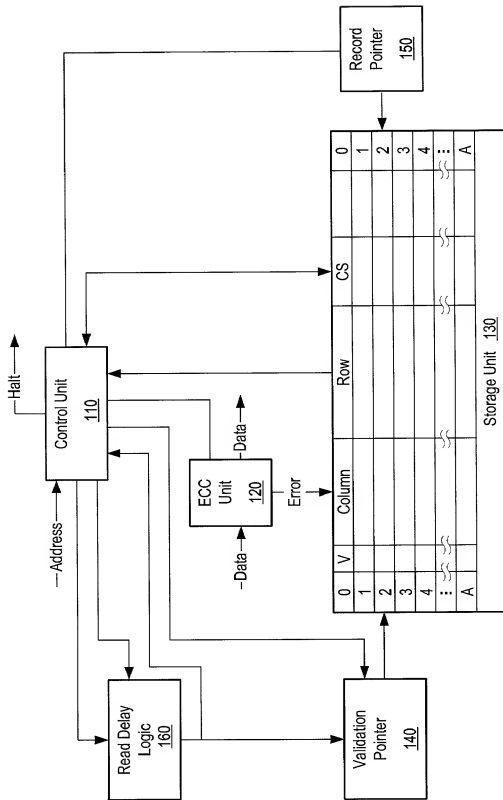 Halt
Address
Control Unit
110
Read Delay
Logic
160
ECC
Unit
120
Data
Data
Error
Validation
Pointer
140
Record
Pointer
150
V
Column
Row
CS
0
0
1
1
2
2
3
3
4
4
...
...
A
A
Storage Unit 130